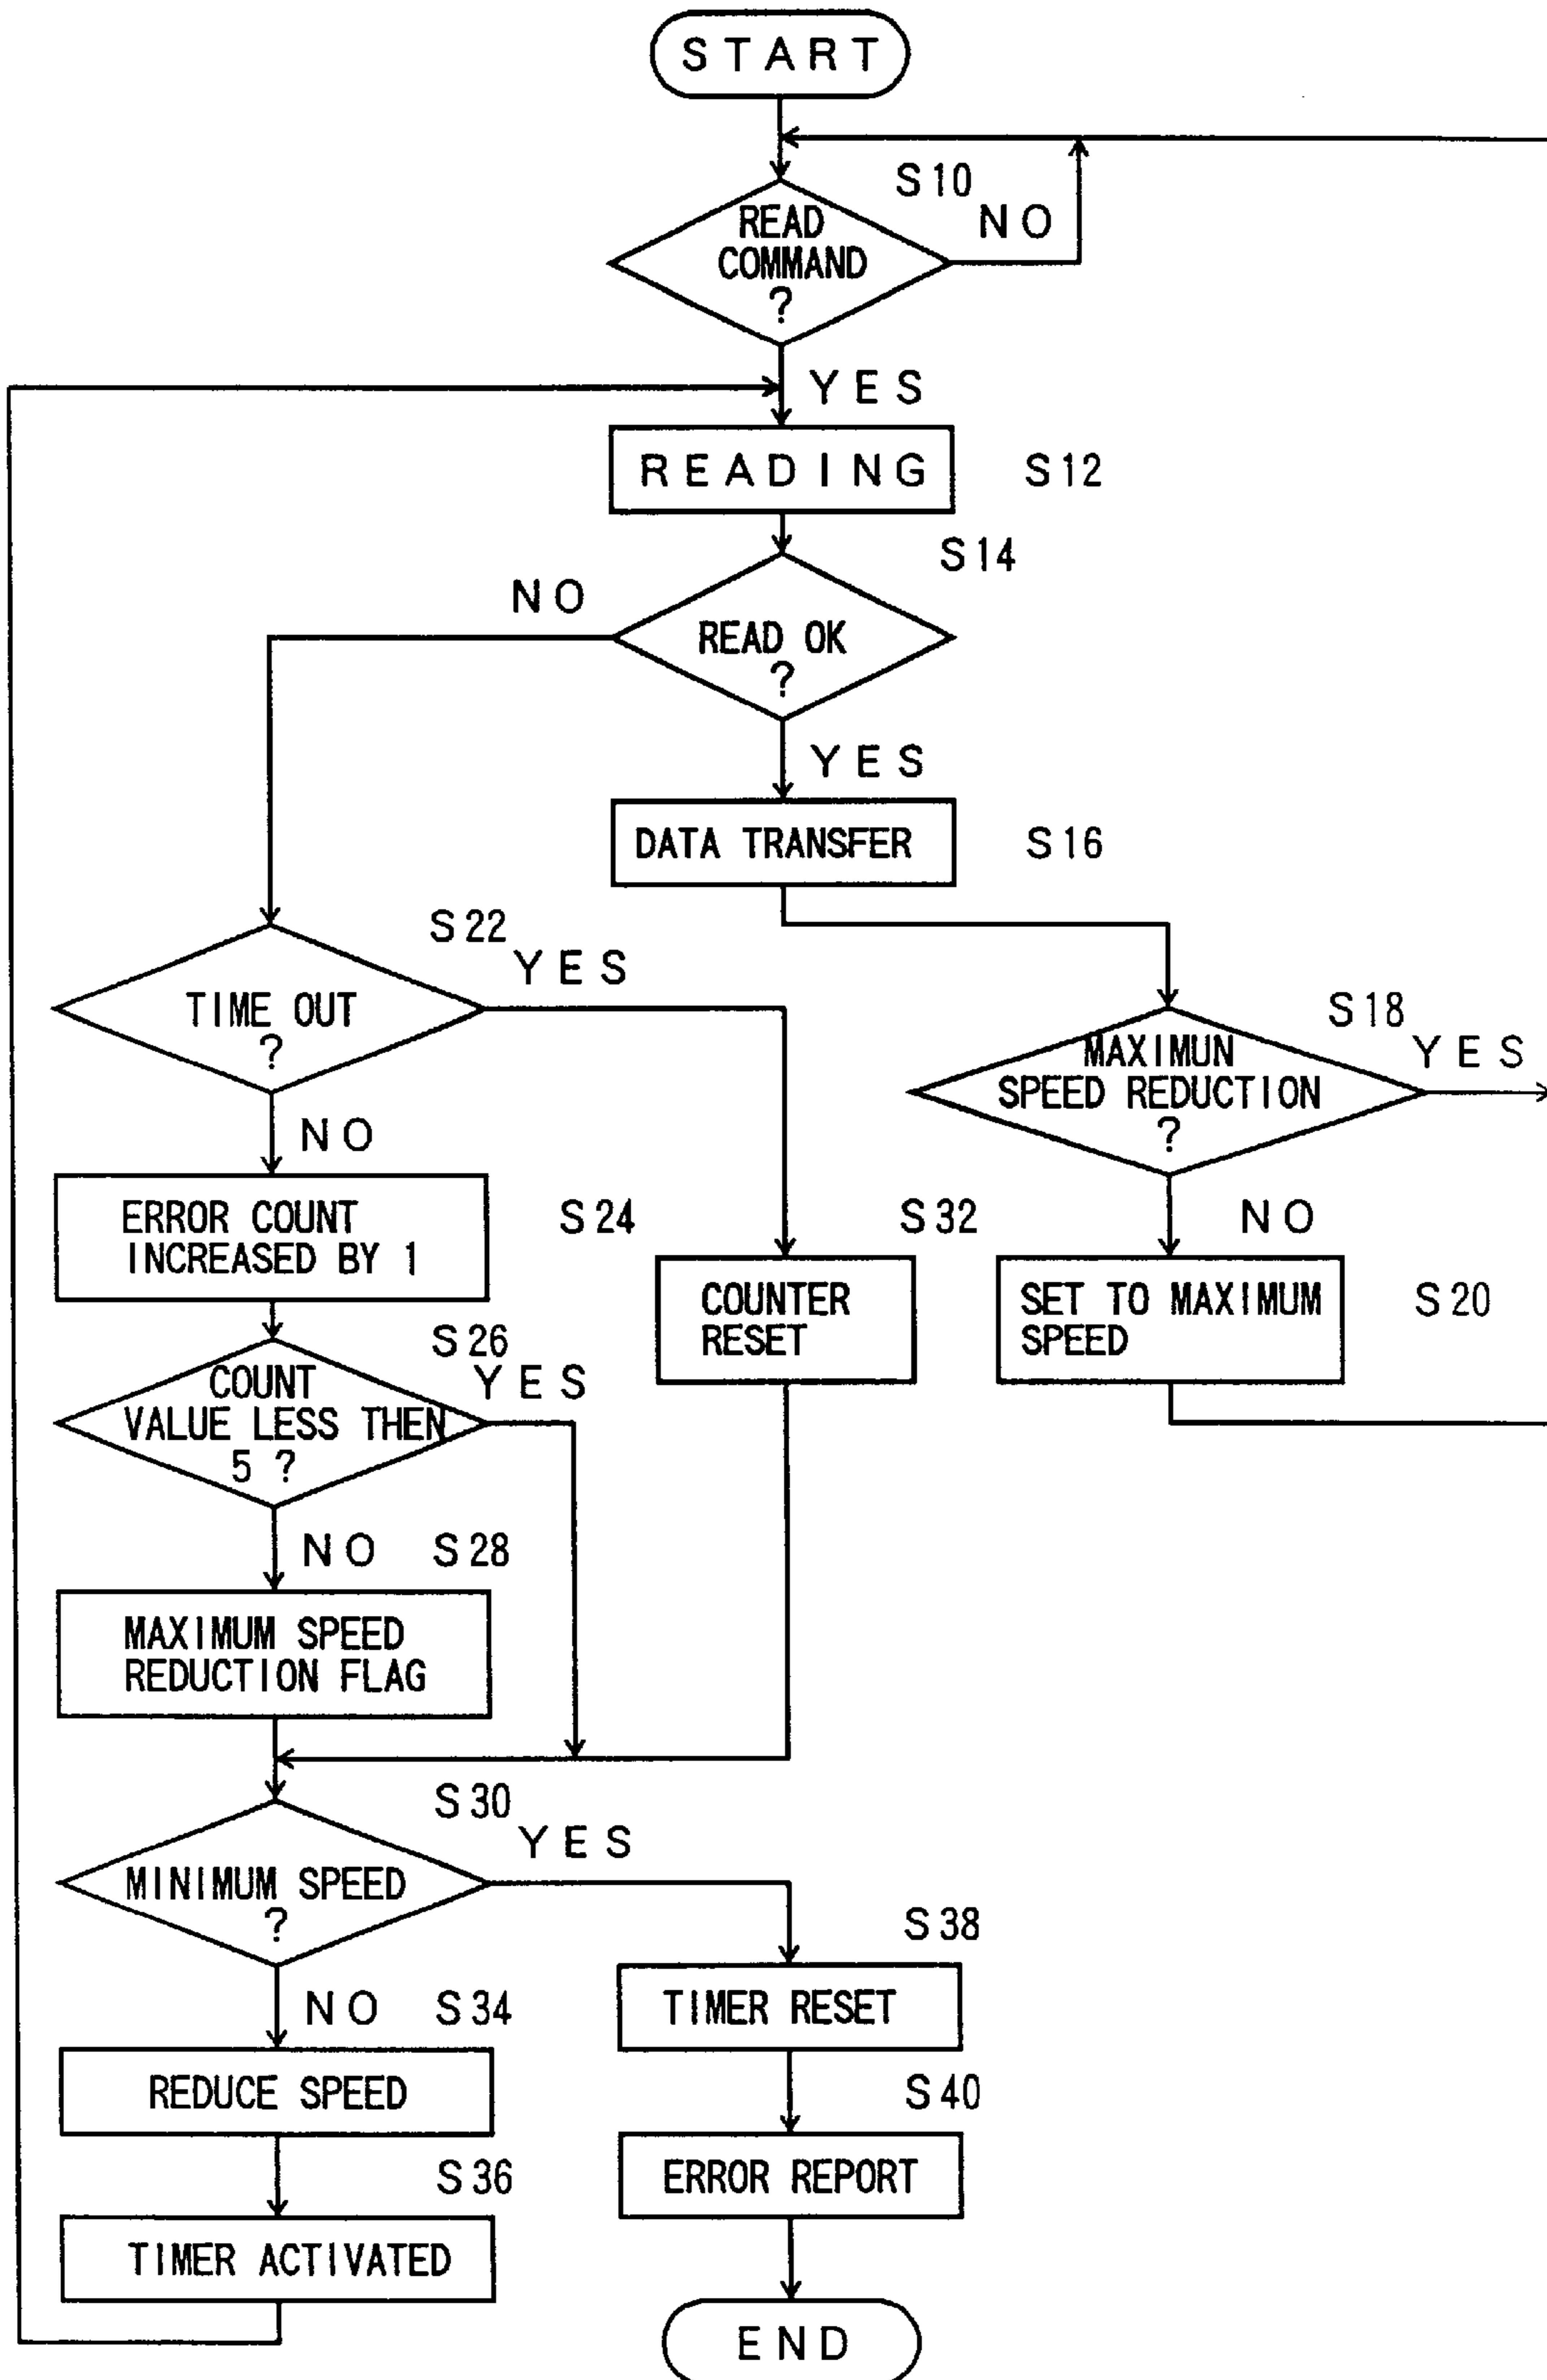 START
S10
READ
COMMAND
?
NO
YES
READING
S12
S14
NO
READ OK
?
YES
DATA TRANSFER
S16
S22
YES
TIME OUT
?
NO
S18
YES
MAXIMUN
SPEED REDUCTION
?
NO
ERROR COUNT
INCREASED BY 1
S24
S32
COUNTER
RESET
SET TO MAXIMUM
SPEED
S20
S26
YES
COUNT
VALUE LESS THEN
5 ?
NO
S28
MAXIMUM SPEED
REDUCTION FLAG
S30
YES
MINIMUM SPEED
?
NO
S34
S38
TIMER RESET
REDUCE SPEED
S40
S36
ERROR REPORT
TIMER ACTIVATED
END